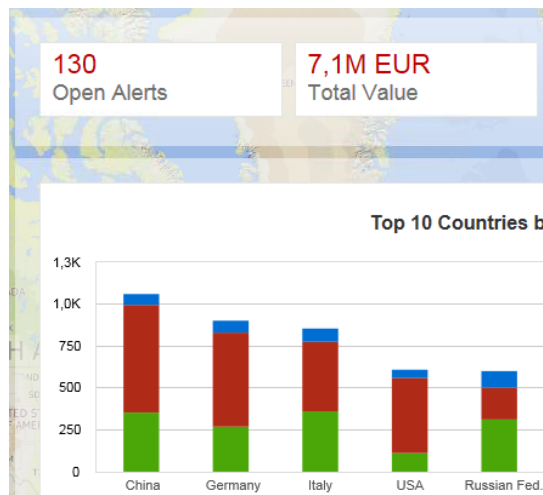 130
Open Alerts
7,1M EUR
Total Value
Top 10 Countries b
1,3K
1,0K
750
500
250
0
China Germany Italy USA Russian Fed.